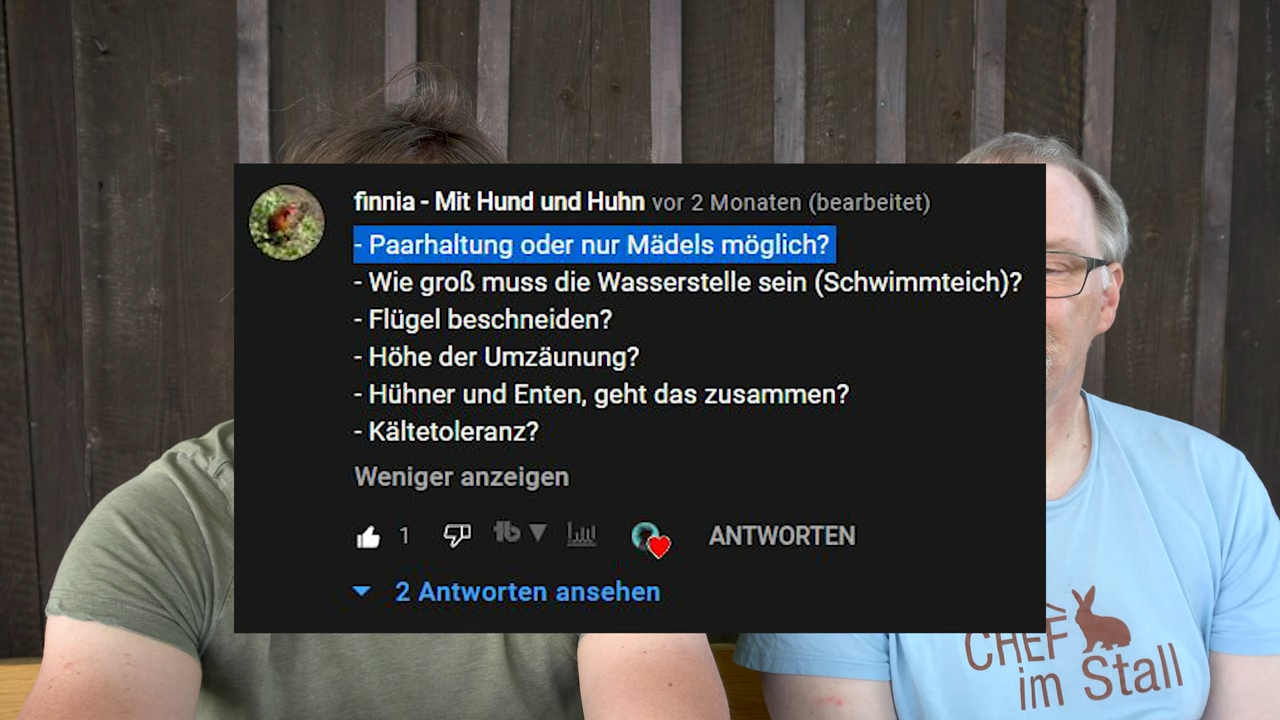 finnia - Mit Hund und Huhn vor 2 Monaten (bearbeitet)
- Paarhaltung oder nur Mädels möglich?
- Wie groß muss die Wasserstelle sein (Schwimmteich)?
- Flügel beschneiden?
- Höhe der Umzäunung?
- Hühner und Enten, geht das zusammen?
- Kältetoleranz?
Weniger anzeigen
1 tb ANTWORTEN
2 Antworten ansehen
CHEF
im Stall